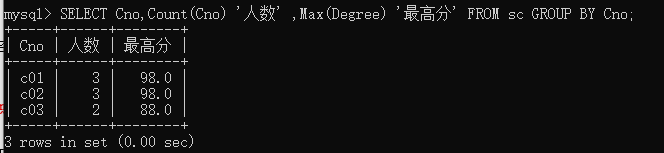 mysql> SELECT Cno,Count(Cno) '人数' ,Max(Degree) '最高分' FROM sc GROUP BY Cno;
+-----+------+--------+
| Cno | 人数 | 最高分 |
+-----+------+--------+
| c01 |    3 |   98.0 |
| c02 |    3 |   98.0 |
| c03 |    2 |   88.0 |
+-----+------+--------+
3 rows in set (0.00 sec)